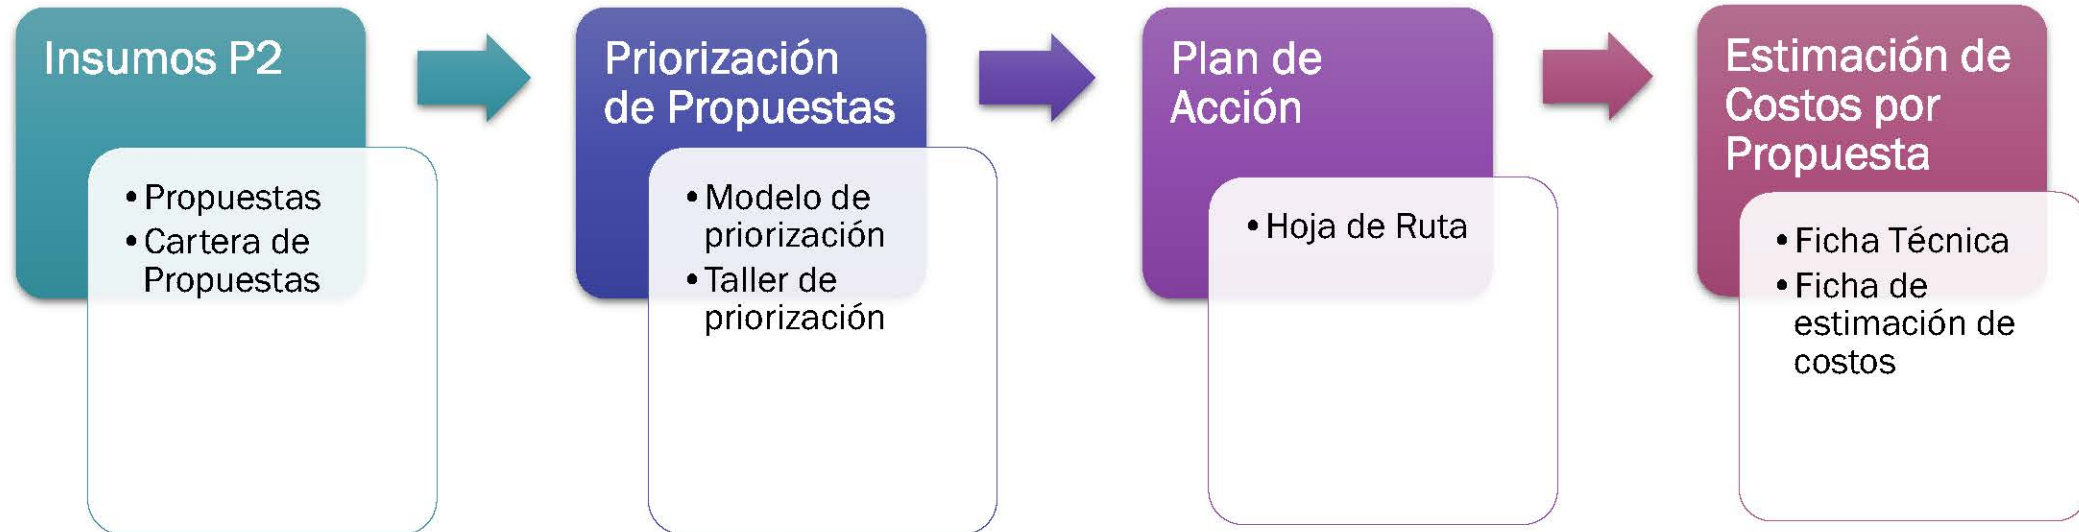 Insumos P2
• Propuestas
• Cartera de
Propuestas
Priorización
de Propuestas
• Modelo de
priorización
• Taller de
priorización
Plan de
Acción
• Hoja de Ruta
Estimación de
Costos por
Propuesta
• Ficha Técnica
• Ficha de
estimación de
costos